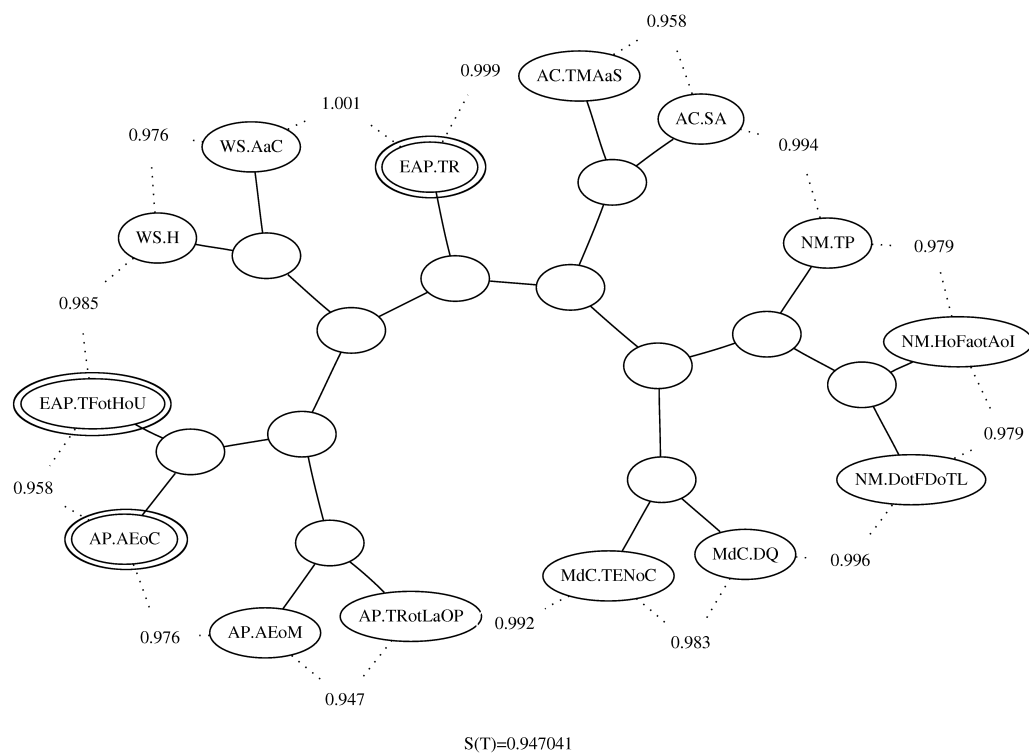 0.958
AC.TMAaS
0.999
1.001
AC.SA
0.976
WS.AaC
0.994
EAP.TR
WS.H
NM.TP
0.979
0.985
NM.HoFaotAoI
EAP.TFotHoU
0.979
0.958
NM.DotFDoTL
AP.AEoC
MdC.DQ
0.996
MdC.TENoC
AP.TRotLaOP
0.992
AP.AEoM
0.976
0.983
0.947
S(T)=0.947041